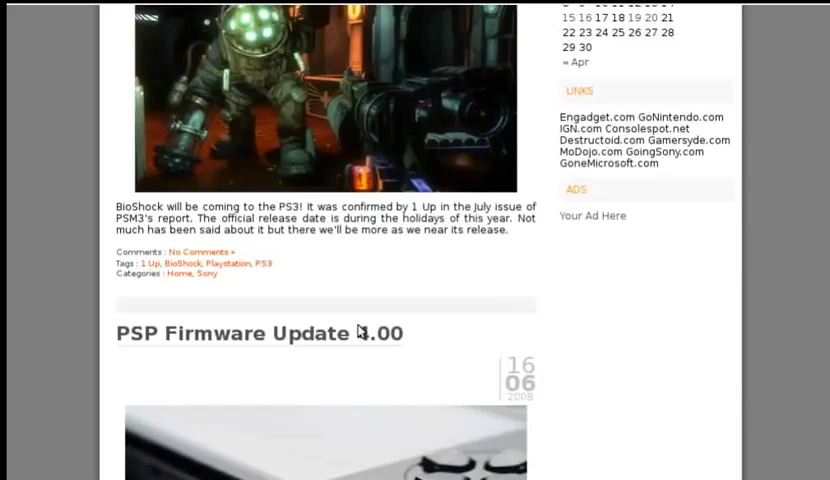 15 16 17 18 19 20 21
22 23 24 25 26 27 28
29 30
« Apr
LINKS
Engadget.com GoNintendo.com
IGN.com Consolespot.net
Destructoid.com Gamersyde.com
MoDojo.com GoingSony.com
GoneMicrosoft.com
ADS
Your Ad Here
BioShock will be coming to the PS3! It was confirmed by 1 Up in the July issue of
PSM3's report. The official release date is during the holidays of this year. Not
much has been said about it but there we'll be more as we near its release.
Comments : No Comments »
Tags : 1 Up, BioShock, Playstation, PS3
Categories : Home, Sony
PSP Firmware Update 4.00
16
06
2008